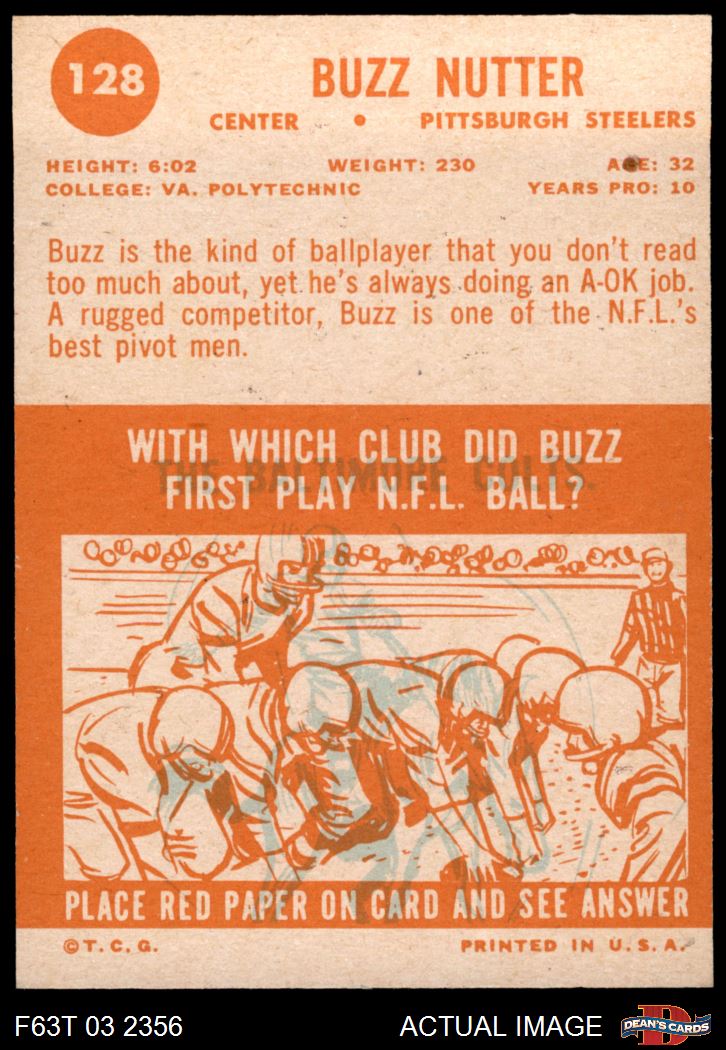 128
BUZZ NUTTER
CENTER • PITTSBURGH STEELERS
HEIGHT: 6:02 WEIGHT: 230 AGE: 32
COLLEGE: VA. POLYTECHNIC YEARS PRO: 10
Buzz is the kind of ballplayer that you don't read
too much about, yet he's always doing an A-OK job.
A rugged competitor, Buzz is one of the N.F.L.'s
best pivot men.
WITH WHICH CLUB DID BUZZ
THE BALTIMORE COLTS.
FIRST PLAY N.F.L. BALL?
PLACE RED PAPER ON CARD AND SEE ANSWER
©T.C.G. PRINTED IN U.S.A.
F63T 03 2356 ACTUAL IMAGE
DEAN'S CARDS